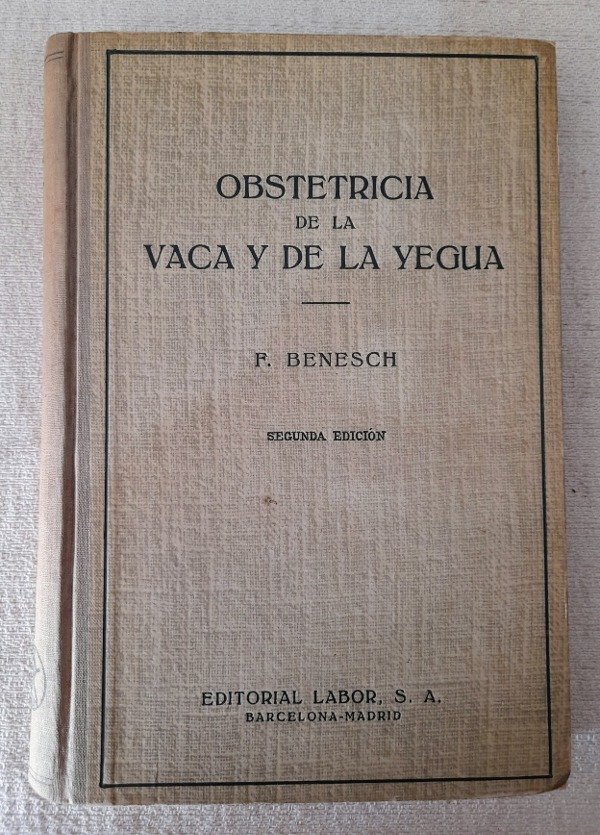 OBSTETRICIA
DE LA
VACA Y DE LA YEGUA
F. BENESCH
SEGUNDA EDICIÓN
EDITORIAL LABOR, S. A.
BARCELONA-MADRID